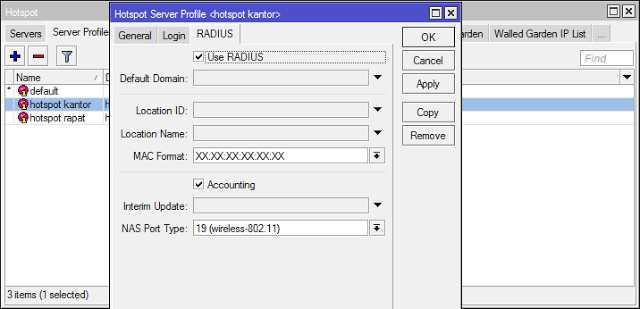 Hotspot
Hotspot Server Profile <hotspot kantor>
Servers
Server Profiles
General
Login
RADIUS
Walled Garden IP List
...
Find
Name
default
hotspot kantor
hotspot rapat
Use RADIUS
Default Domain:
Location ID:
Location Name:
MAC Format: XX:XX:XX:XX:XX:XX
Accounting
Interim Update:
NAS Port Type: 19 (wireless-802.11)
OK
Cancel
Apply
Copy
Remove
3 items (1 selected)